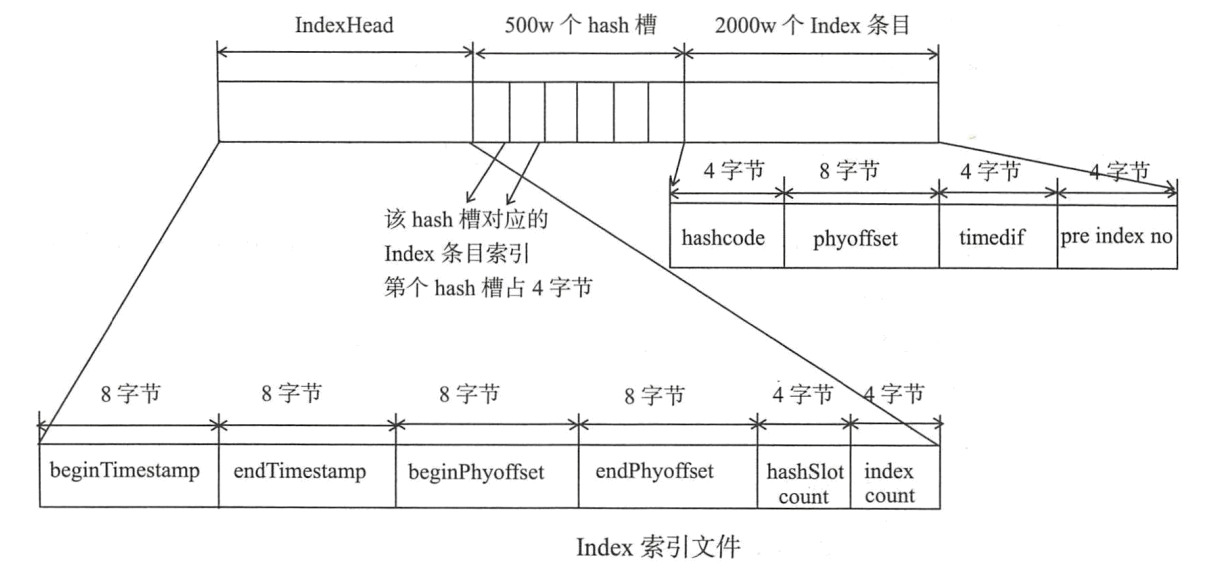 IndexHead
500w 个 hash 槽
2000w 个 Index 条目
4 字节
8 字节
4 字节
4 字节
hashcode
phyoffset
timedif
pre index no
该 hash 槽对应的
Index 条目索引
第个 hash 槽占 4 字节
8 字节
8 字节
8 字节
8 字节
4 字节
4 字节
beginTimestamp
endTimestamp
beginPhyoffset
endPhyoffset
hashSlot
count
index
count
Index 索引文件